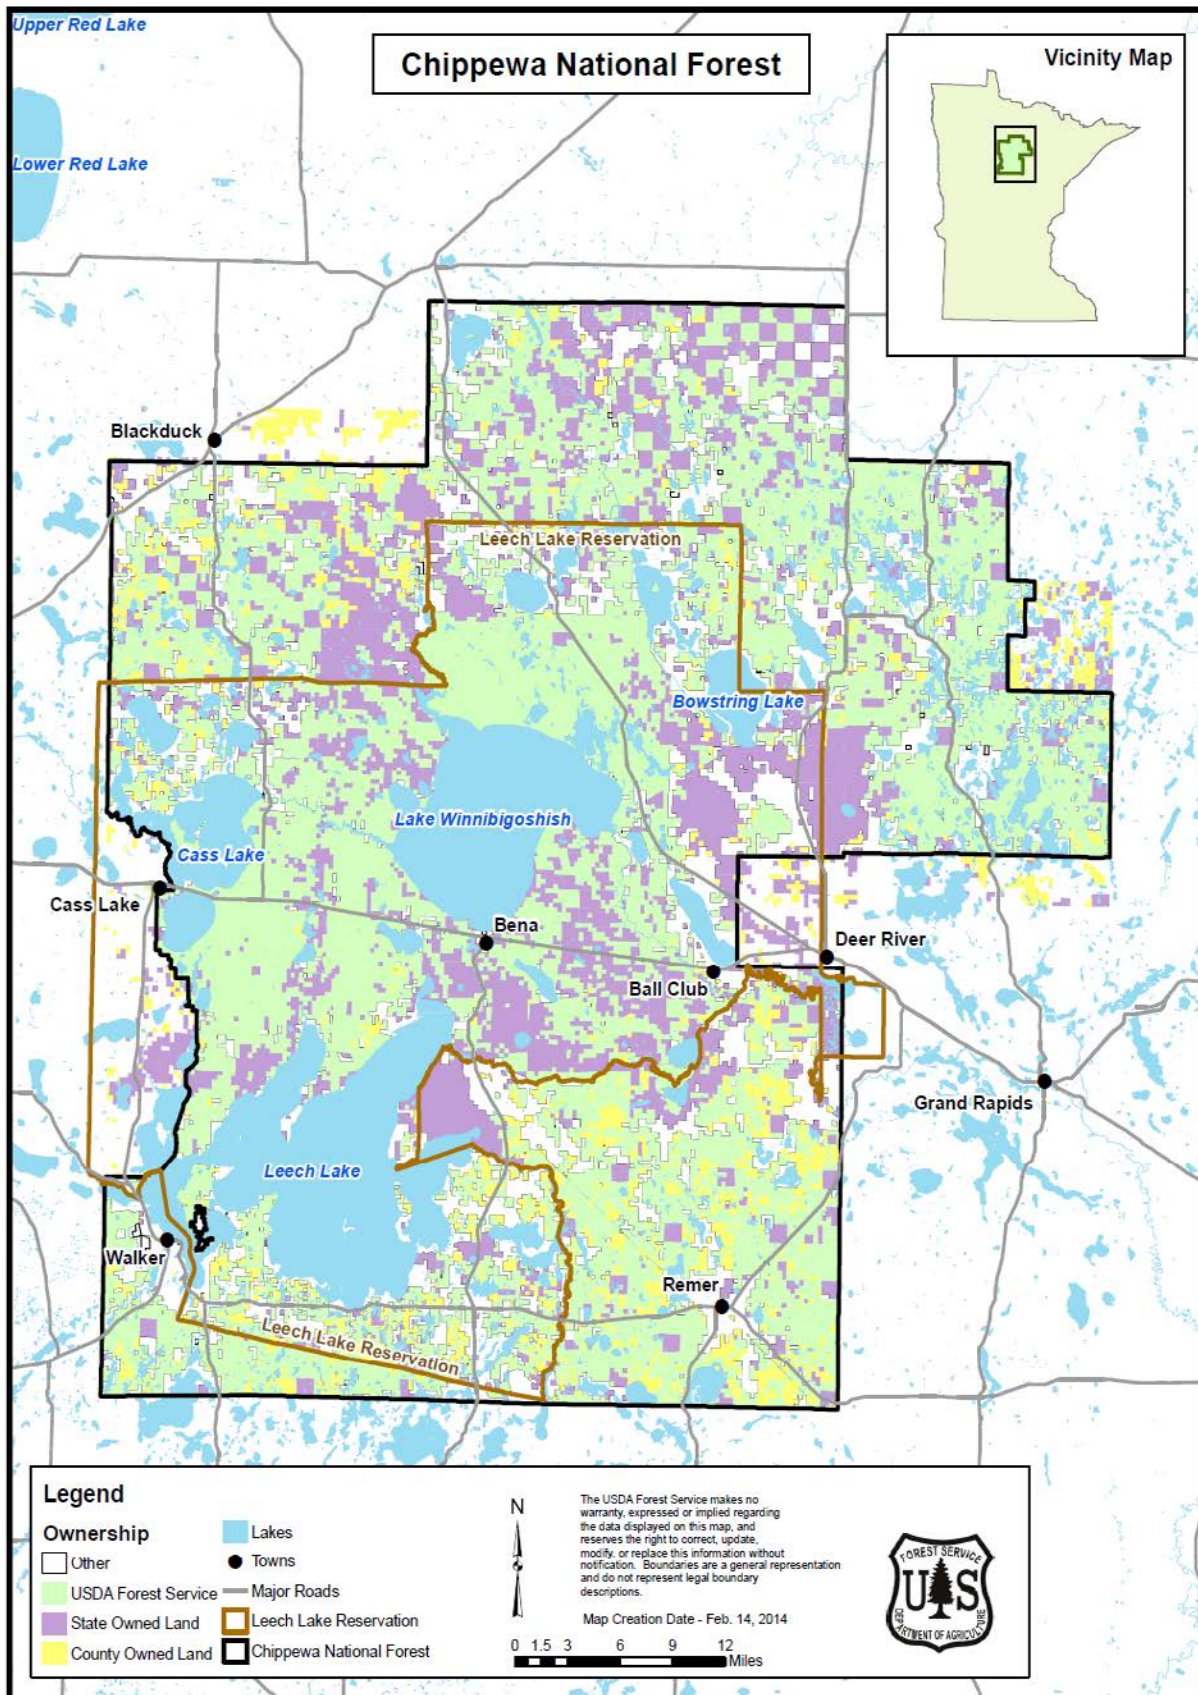 Upper Red Lake
Chippewa National Forest
Vicinity Map
Lower Red Lake
Blackduck
Leech Lake Reservation
Bowstring Lake
Lake Winnibigoshish
Cass Lake
Cass Lake
Bena
Deer River
Ball Club
Grand Rapids
Leech Lake
Walker
Remer
Leech Lake Reservation
Legend
Ownership
Other
USDA Forest Service
State Owned Land
County Owned Land
Lakes
Towns
Major Roads
Leech Lake Reservation
Chippewa National Forest
N
The USDA Forest Service makes no
warranty, expressed or implied regarding
the data displayed on this map, and
reserves the right to correct, update,
modify, or replace this information without
notification. Boundaries are a general representation
and do not represent legal boundary
descriptions.
Map Creation Date - Feb. 14, 2014
0 1.5 3 6 9 12
Miles
FOREST SERVICE
U S
DEPARTMENT OF AGRICULTURE